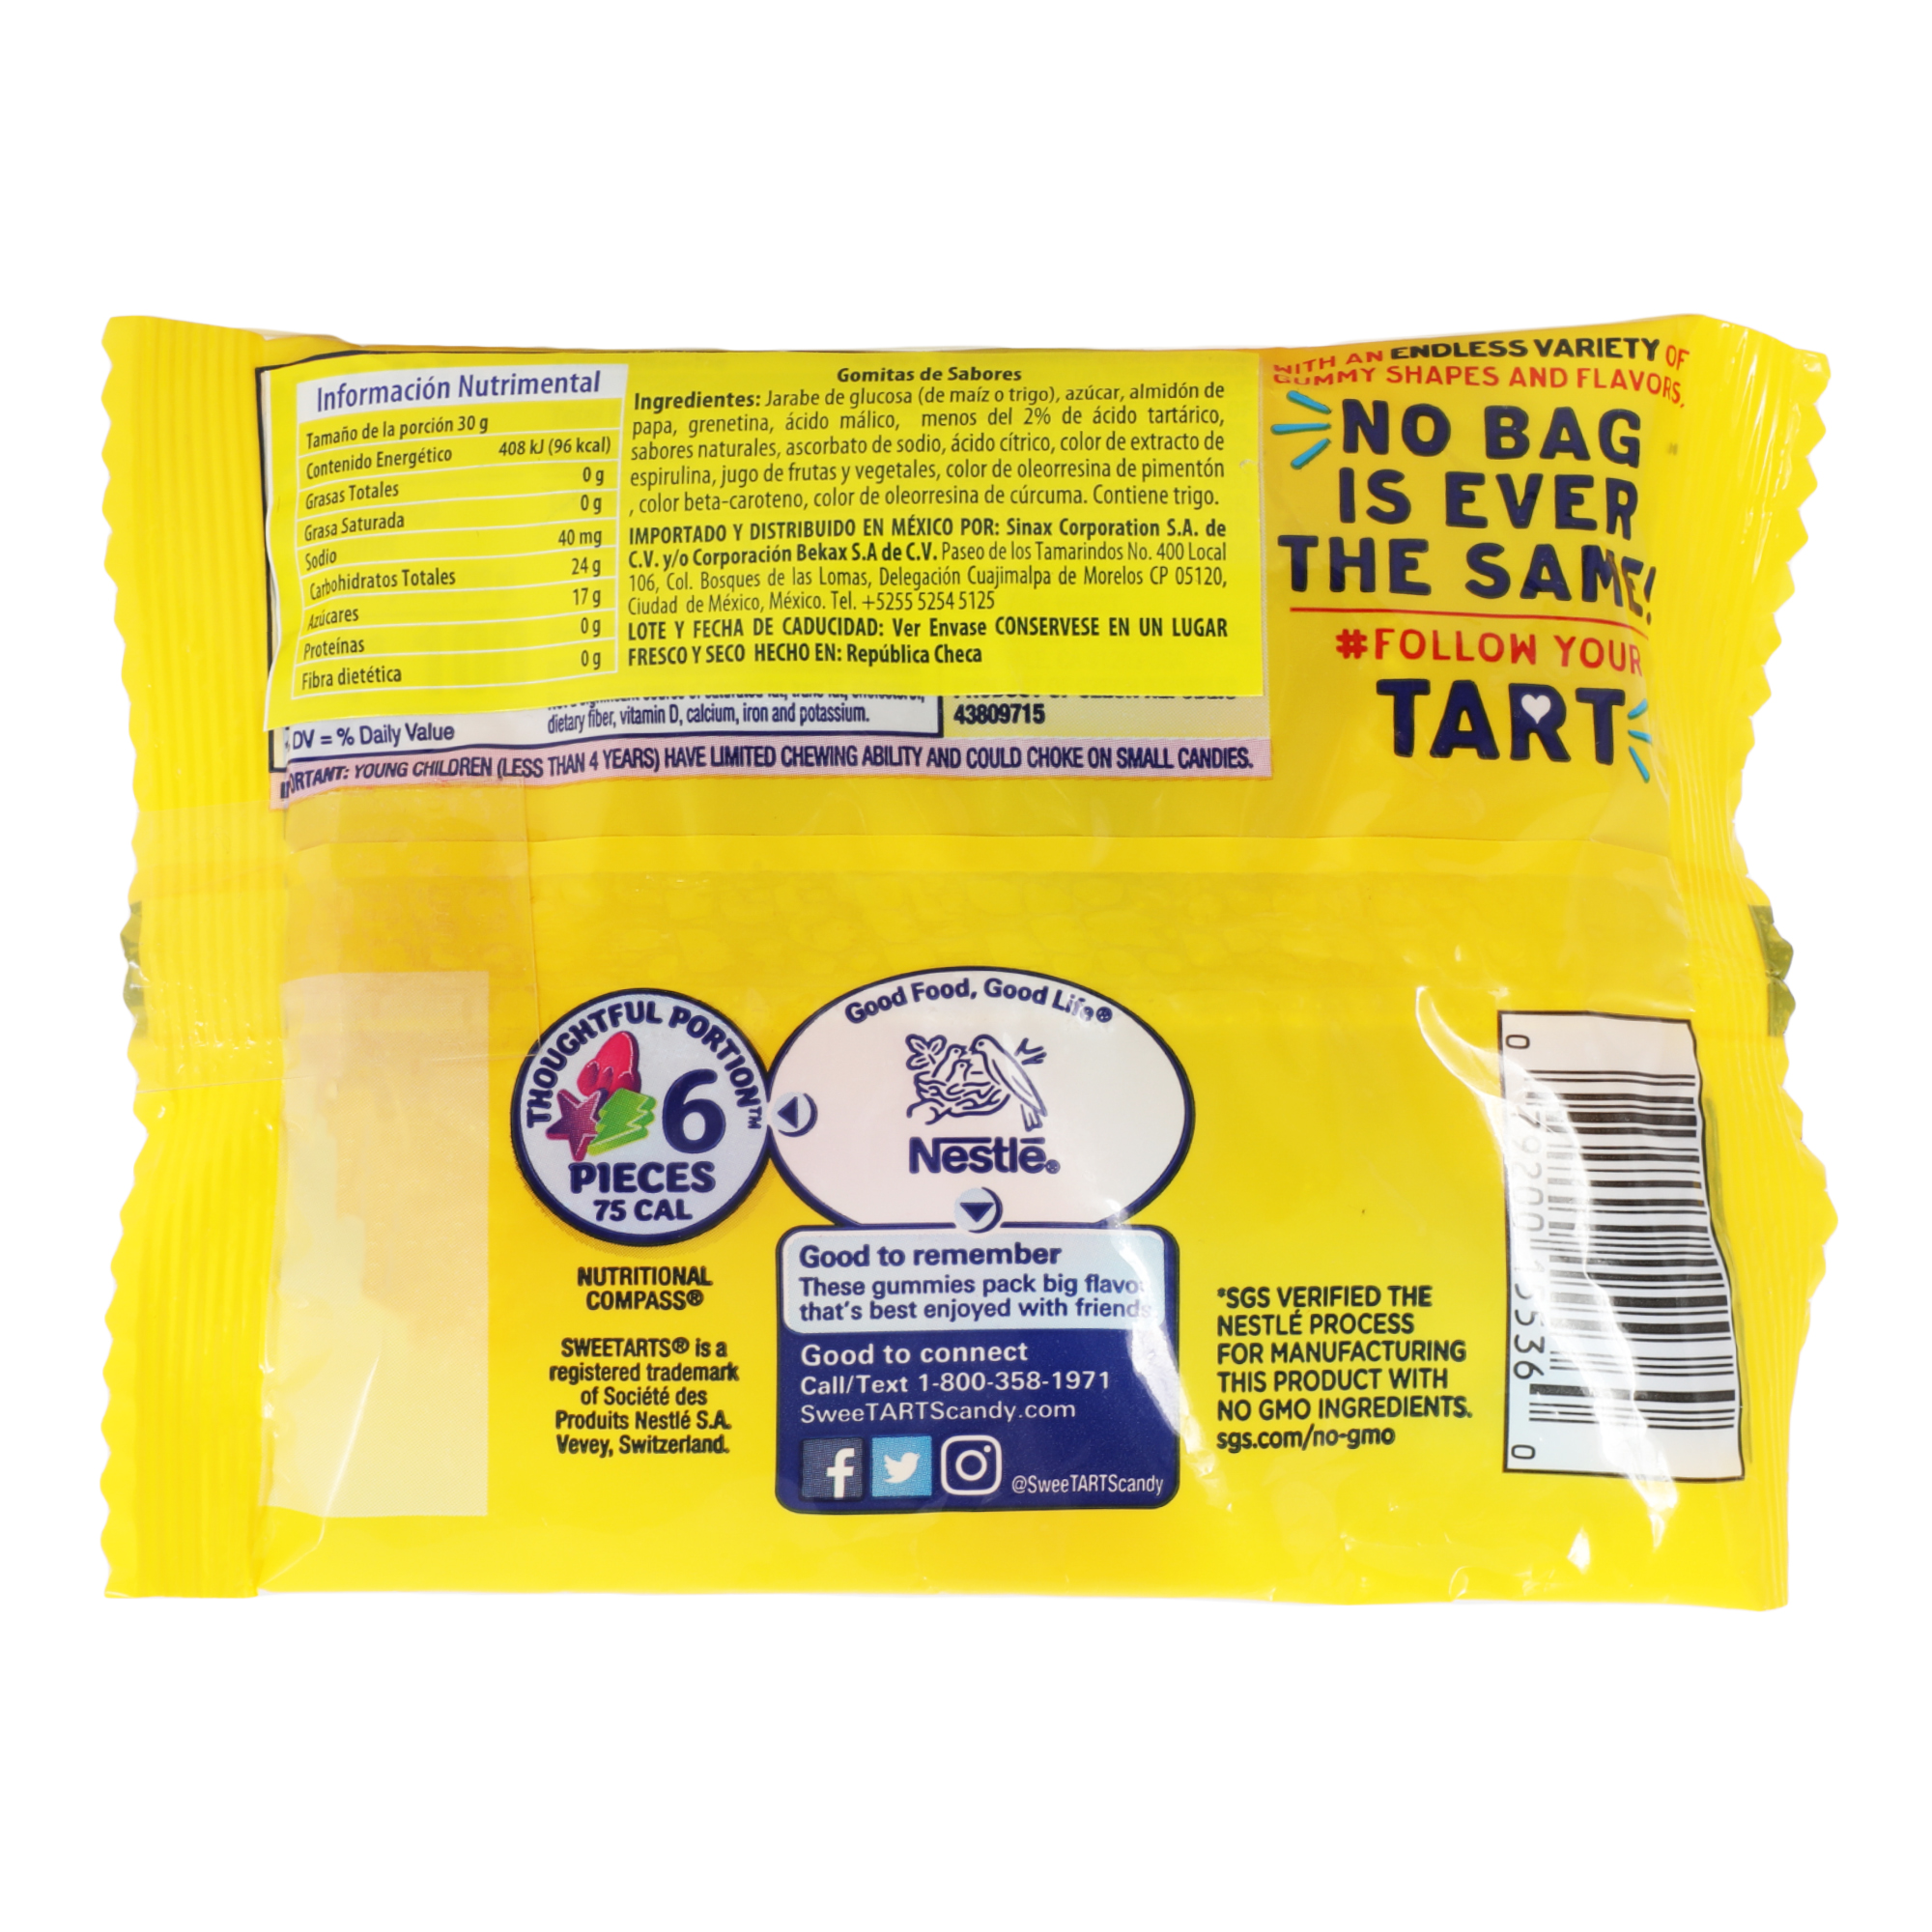 Información Nutrimental
Tamaño de la porción 30 g
Contenido Energético 408 kJ (96 kcal)
Grasas Totales 0 g
Grasa Saturada 0 g
Sodio 40 mg
Carbohidratos Totales 24 g
Azúcares 17 g
Proteínas 0 g
Fibra dietética 0 g
Gomitas de Sabores
Ingredientes: Jarabe de glucosa (de maíz o trigo), azúcar, almidón de
papa, grenetina, ácido málico, menos del 2% de ácido tartárico,
sabores naturales, ascorbato de sodio, ácido cítrico, color de extracto de
espirulina, jugo de frutas y vegetales, color de oleorresina de pimentón
, color beta-caroteno, color de oleorresina de cúrcuma. Contiene trigo.
IMPORTADO Y DISTRIBUIDO EN MÉXICO POR: Sinax Corporation S.A. de
C.V. y/o Corporación Bekax S.A de C.V. Paseo de los Tamarindos No. 400 Local
106, Col. Bosques de las Lomas, Delegación Cuajimalpa de Morelos CP 05120,
Ciudad de México, México. Tel. +5255 5254 5125
LOTE Y FECHA DE CADUCIDAD: Ver Envase CONSERVESE EN UN LUGAR
FRESCO Y SECO HECHO EN: República Checa
DV = % Daily Value
dietary fiber, vitamin D, calcium, iron and potassium.
43809715
YOUNG CHILDREN (LESS THAN 4 YEARS) HAVE LIMITED CHEWING ABILITY AND COULD CHOKE ON SMALL CANDIES.
WITH AN ENDLESS VARIETY OF
GUMMY SHAPES AND FLAVORS,
NO BAG
IS EVER
THE SAME!
#FOLLOW YOUR
TART
THOUGHTFUL PORTION™
6
PIECES
75 CAL
NUTRITIONAL
COMPASS®
SWEETARTS® is a
registered trademark
of Société des
Produits Nestlé S.A.
Vevey, Switzerland.
Good Food, Good Life®
Nestlé®
Good to remember
These gummies pack big
that's best enjoyed with friends
Good to connect
Call/Text 1-800-358-1971
SweeTARTScandy.com
@SweeTARTScandy
*SGS VERIFIED THE
NESTLÉ PROCESS
FOR MANUFACTURING
THIS PRODUCT WITH
NO GMO INGREDIENTS.
sgs.com/no-gmo
0 79200 15536 0